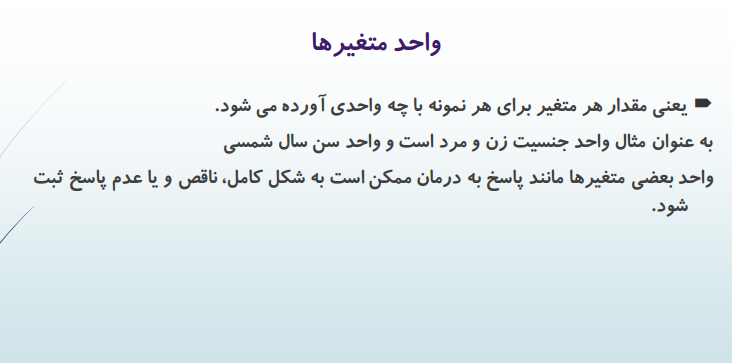 واحد متغیرها
یعنی مقدار هر متغیر برای هر نمونه با چه واحدی آورده می شود.
به عنوان مثال واحد جنسیت زن و مرد است و واحد سن سال شمسی
واحد بعضی متغیرها مانند پاسخ به درمان ممکن است به شکل کامل، ناقص و یا عدم پاسخ ثبت
شود.